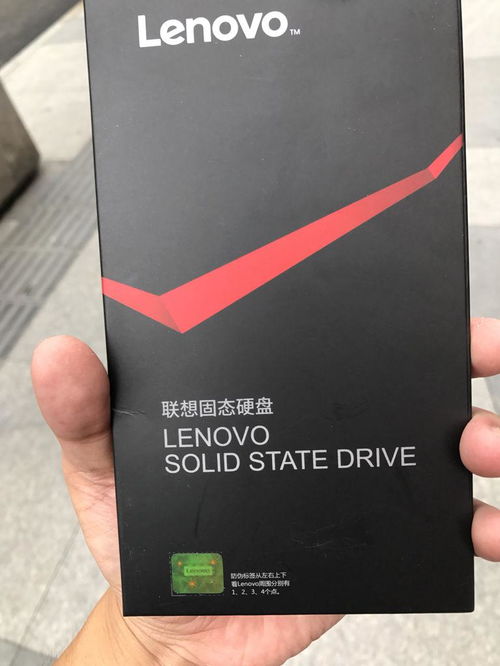 Lenovo™
联想固态硬盘
LENOVO
SOLID STATE DRIVE
Lenovo
防伪标签从左右上下
看Lenovo周围分别有
1、2、3、4个点。